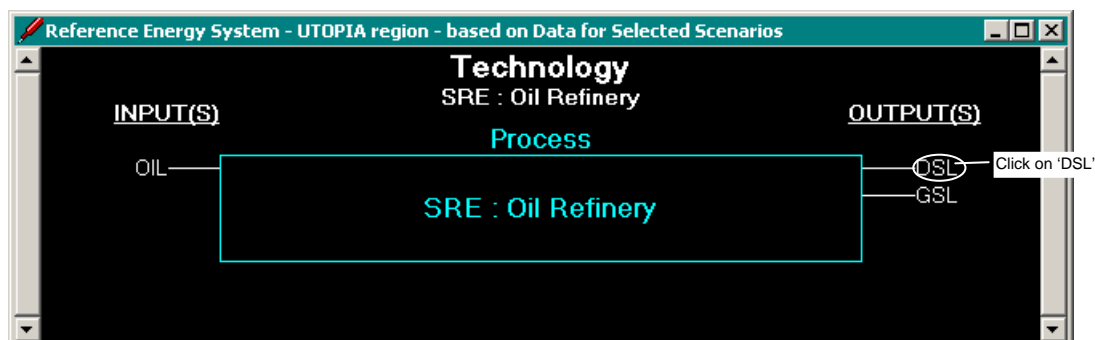 Reference Energy System - UTOPIA region - based on Data for Selected Scenarios
Technology
SRE : Oil Refinery
INPUT(S)
OUTPUT(S)
Process
OIL
DSL
Click on ‘DSL’
SRE : Oil Refinery
GSL